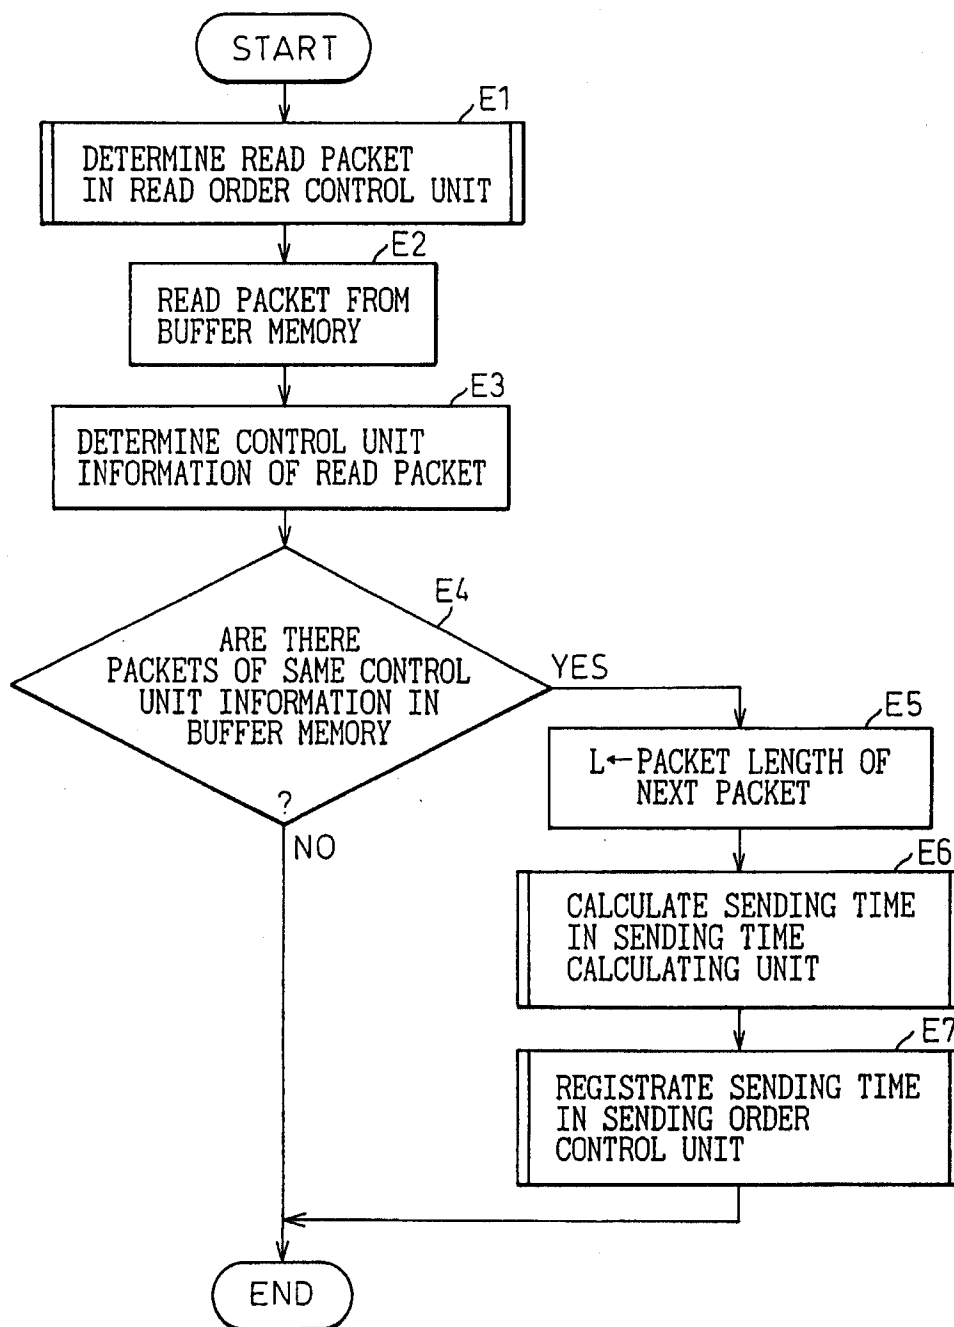 START
E1
DETERMINE READ PACKET
IN READ ORDER CONTROL UNIT
E2
READ PACKET FROM
BUFFER MEMORY
E3
DETERMINE CONTROL UNIT
INFORMATION OF READ PACKET
E4
ARE THERE
PACKETS OF SAME CONTROL
UNIT INFORMATION IN
BUFFER MEMORY
?
YES
NO
E5
L←PACKET LENGTH OF
NEXT PACKET
E6
CALCULATE SENDING TIME
IN SENDING TIME
CALCULATING UNIT
E7
REGISTRATE SENDING TIME
IN SENDING ORDER
CONTROL UNIT
END